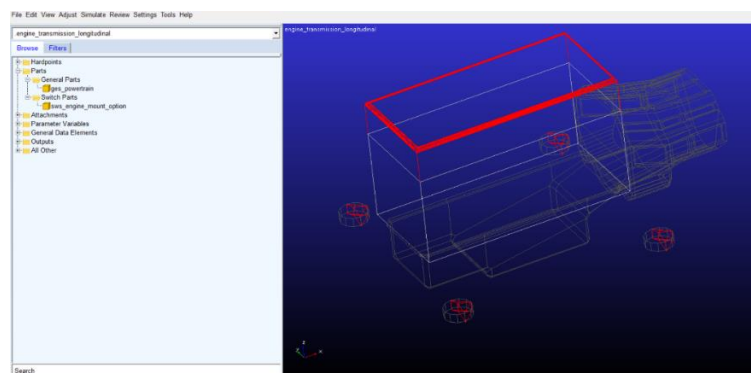 File Edit View Adjust Simulate Review Settings Tools Help
.engine_transmission_longitudinal
Browse Filters
Hardpoints
Parts
General Parts
ges_powertrain
Switch Parts
sws_engine_mount_option
Attachments
Parameter Variables
General Data Elements
Outputs
All Other
Search
engine_transmission_longitudinal
z
x